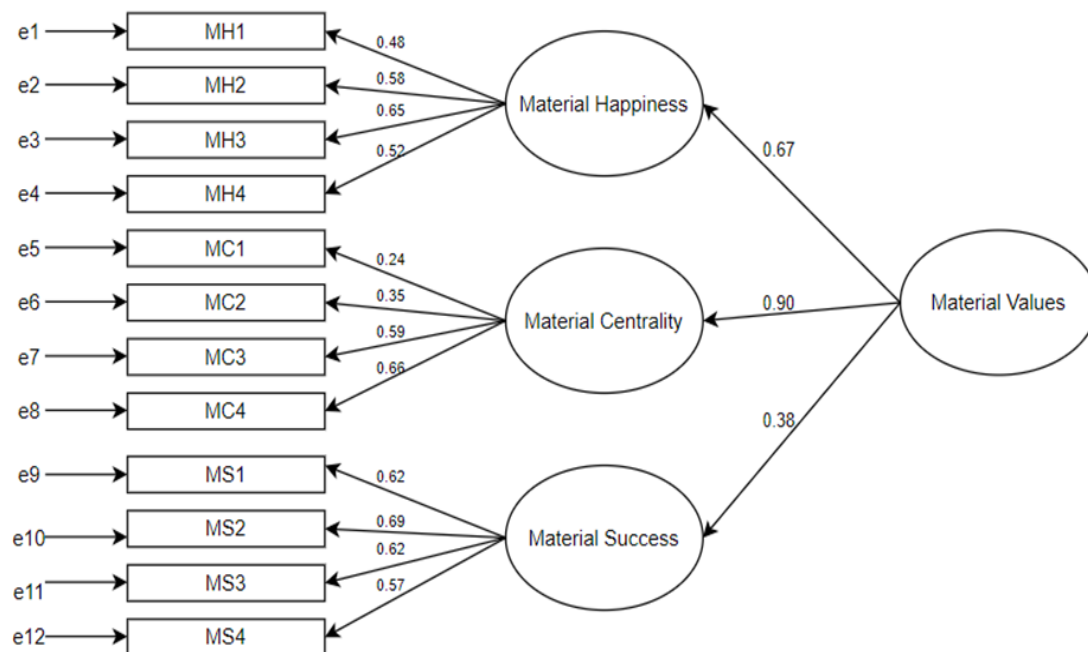 e1
MH1
0.48
Material Happiness
e2
MH2
0.58
e3
MH3
0.65
e4
MH4
0.52
0.67
e5
MC1
0.24
Material Centrality
e6
MC2
0.35
0.90
Material Values
e7
MC3
0.59
e8
MC4
0.66
0.38
e9
MS1
0.62
Material Success
e10
MS2
0.69
e11
MS3
0.62
e12
MS4
0.57